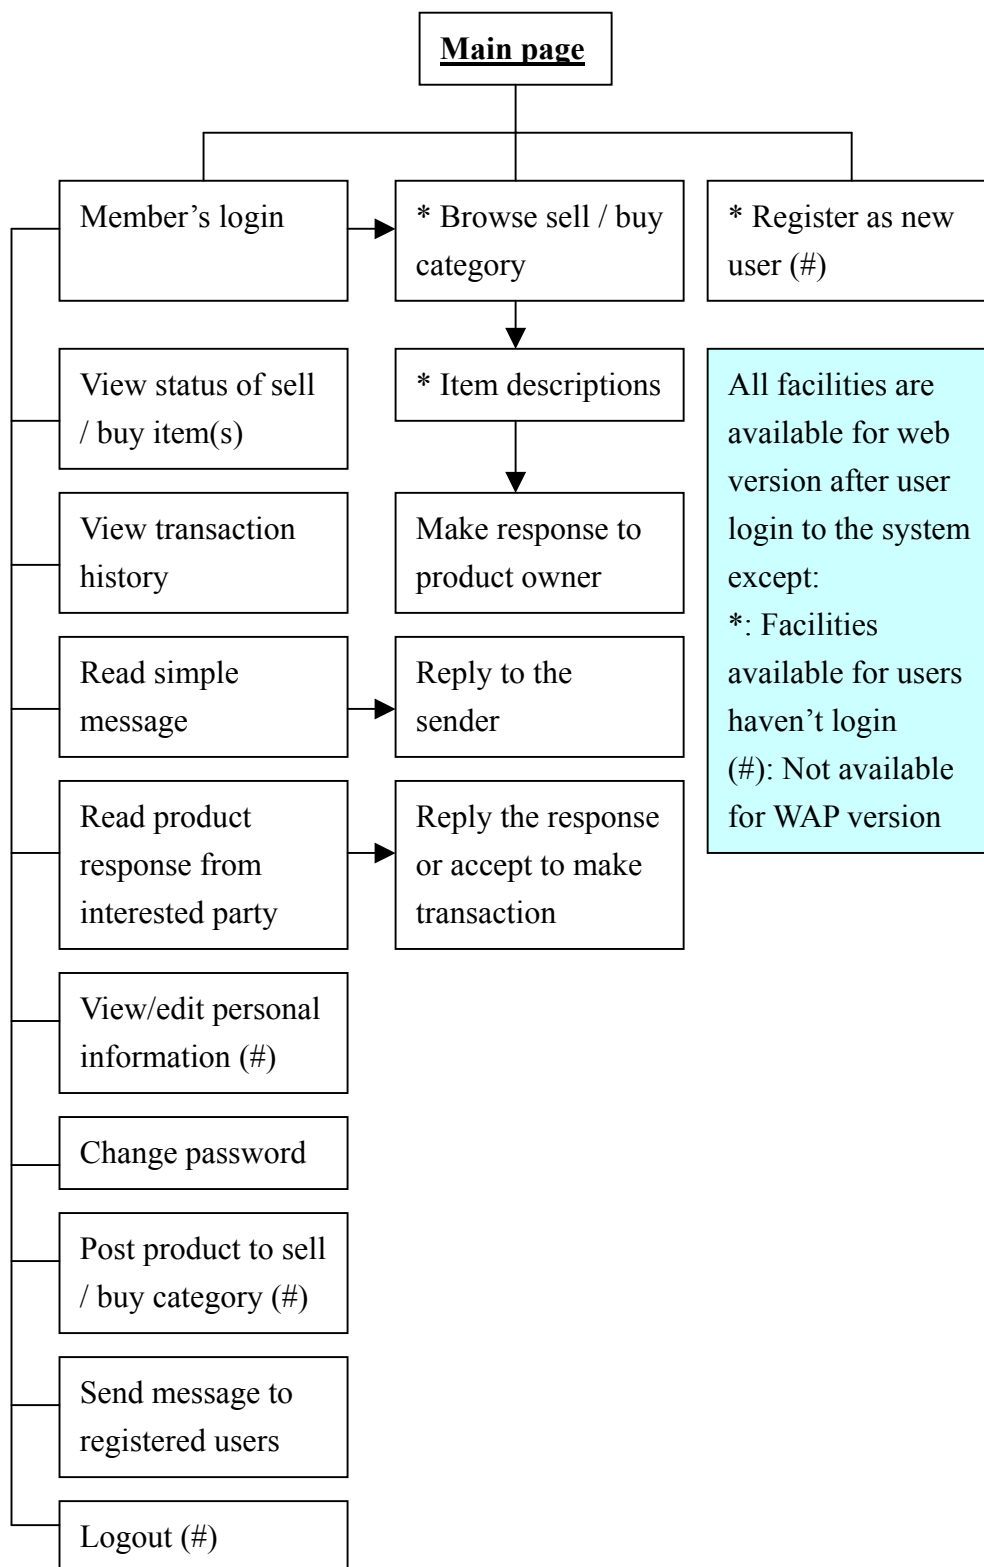 Main page
Member’s login
* Browse sell / buy
category
* Register as new
user (#)
View status of sell
/ buy item(s)
* Item descriptions
All facilities are
available for web
version after user
login to the system
except:
*: Facilities
available for users
haven’t login
(#): Not available
for WAP version
View transaction
history
Make response to
product owner
Read simple
message
Reply to the
sender
Read product
response from
interested party
Reply the response
or accept to make
transaction
View/edit personal
information (#)
Change password
Post product to sell
/ buy category (#)
Send message to
registered users
Logout (#)